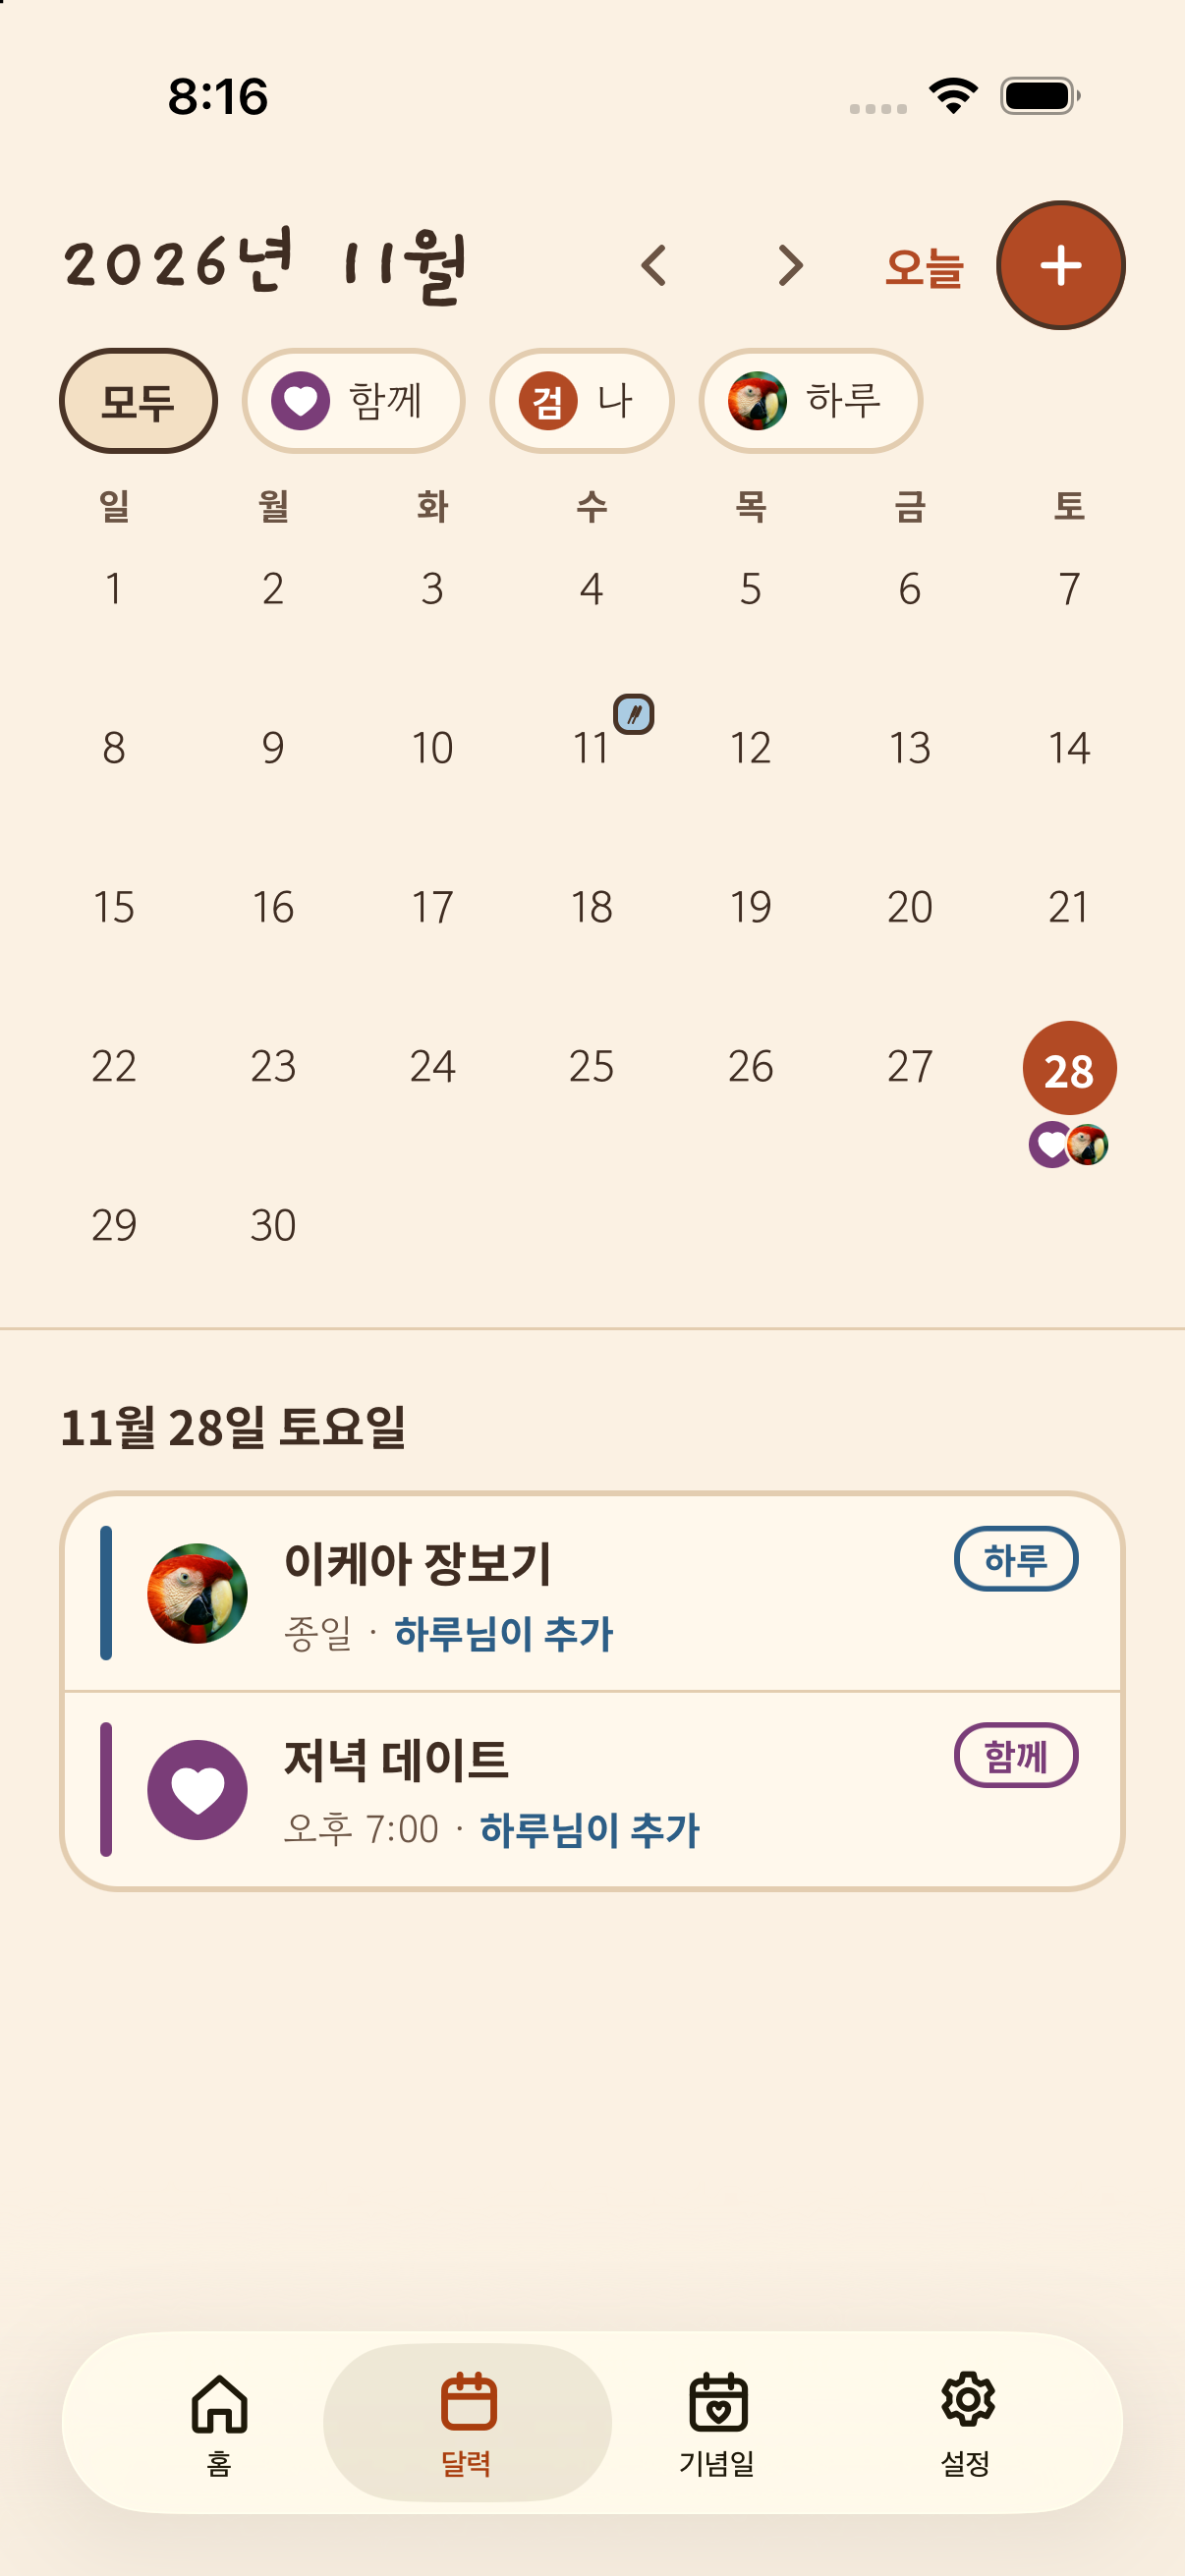 8:16
2026년 11월
오늘
모두 함께 검 나 하루
일 월 화 수 목 금 토
1 2 3 4 5 6 7
8 9 10 11 12 13 14
15 16 17 18 19 20 21
22 23 24 25 26 27 28
29 30
11월 28일 토요일
이케아 장보기 하루
종일 · 하루님이 추가
저녁 데이트 함께
오후 7:00 · 하루님이 추가
홈 달력 기념일 설정